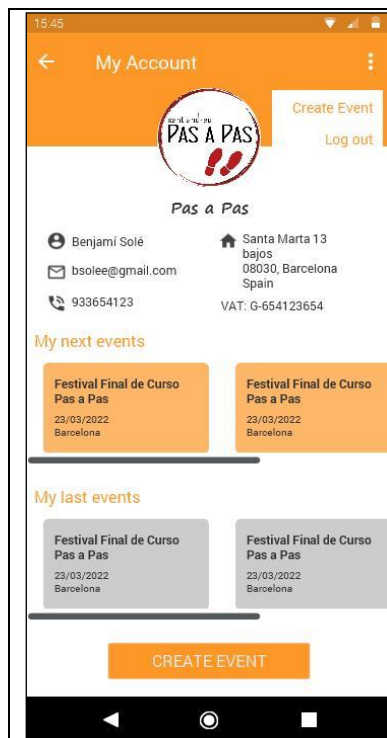 15:45
My Account
Create Event
Log out
sant andreu
PAS A PAS
Pas a Pas
Benjamí Solé
bsolee@gmail.com
933654123
Santa Marta 13
bajos
08030, Barcelona
Spain
VAT: G-654123654
My next events
Festival Final de Curso
Pas a Pas
23/03/2022
Barcelona
Festival Final de Curso
Pas a Pas
23/03/2022
Barcelona
My last events
Festival Final de Curso
Pas a Pas
23/03/2022
Barcelona
Festival Final de Curso
Pas a Pas
23/03/2022
Barcelona
CREATE EVENT